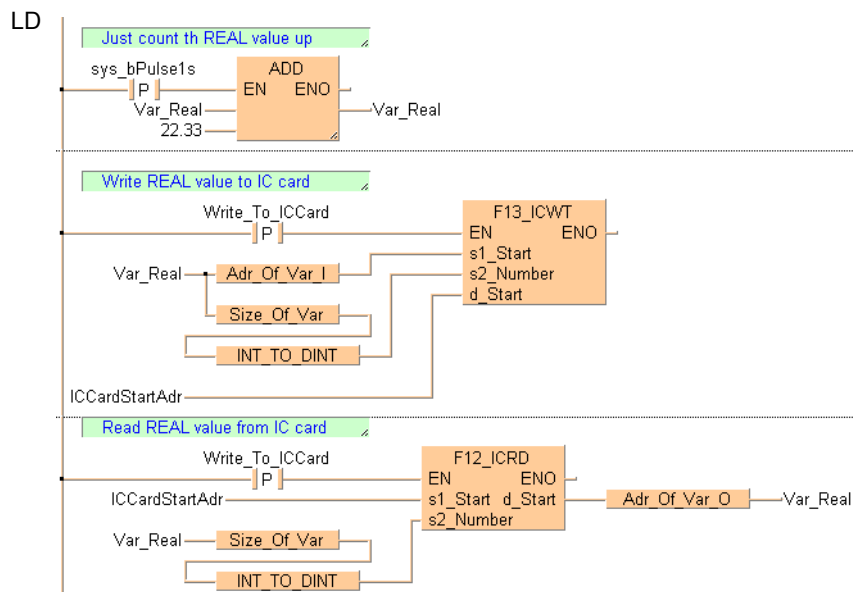 LD
Just count th REAL value up
sys_bPulse1s
P
ADD
EN ENO
Var_Real
22.33
Var_Real
Write REAL value to IC card
Write_To_ICCard
P
F13_ICWT
EN ENO
s1_Start
s2_Number
d_Start
Var_Real
Adr_Of_Var_I
Size_Of_Var
INT_TO_DINT
ICCardStartAdr
Read REAL value from IC card
Write_To_ICCard
P
F12_ICRD
EN ENO
ICCardStartAdr
s1_Start d_Start
Adr_Of_Var_O
Var_Real
s2_Number
Var_Real
Size_Of_Var
INT_TO_DINT